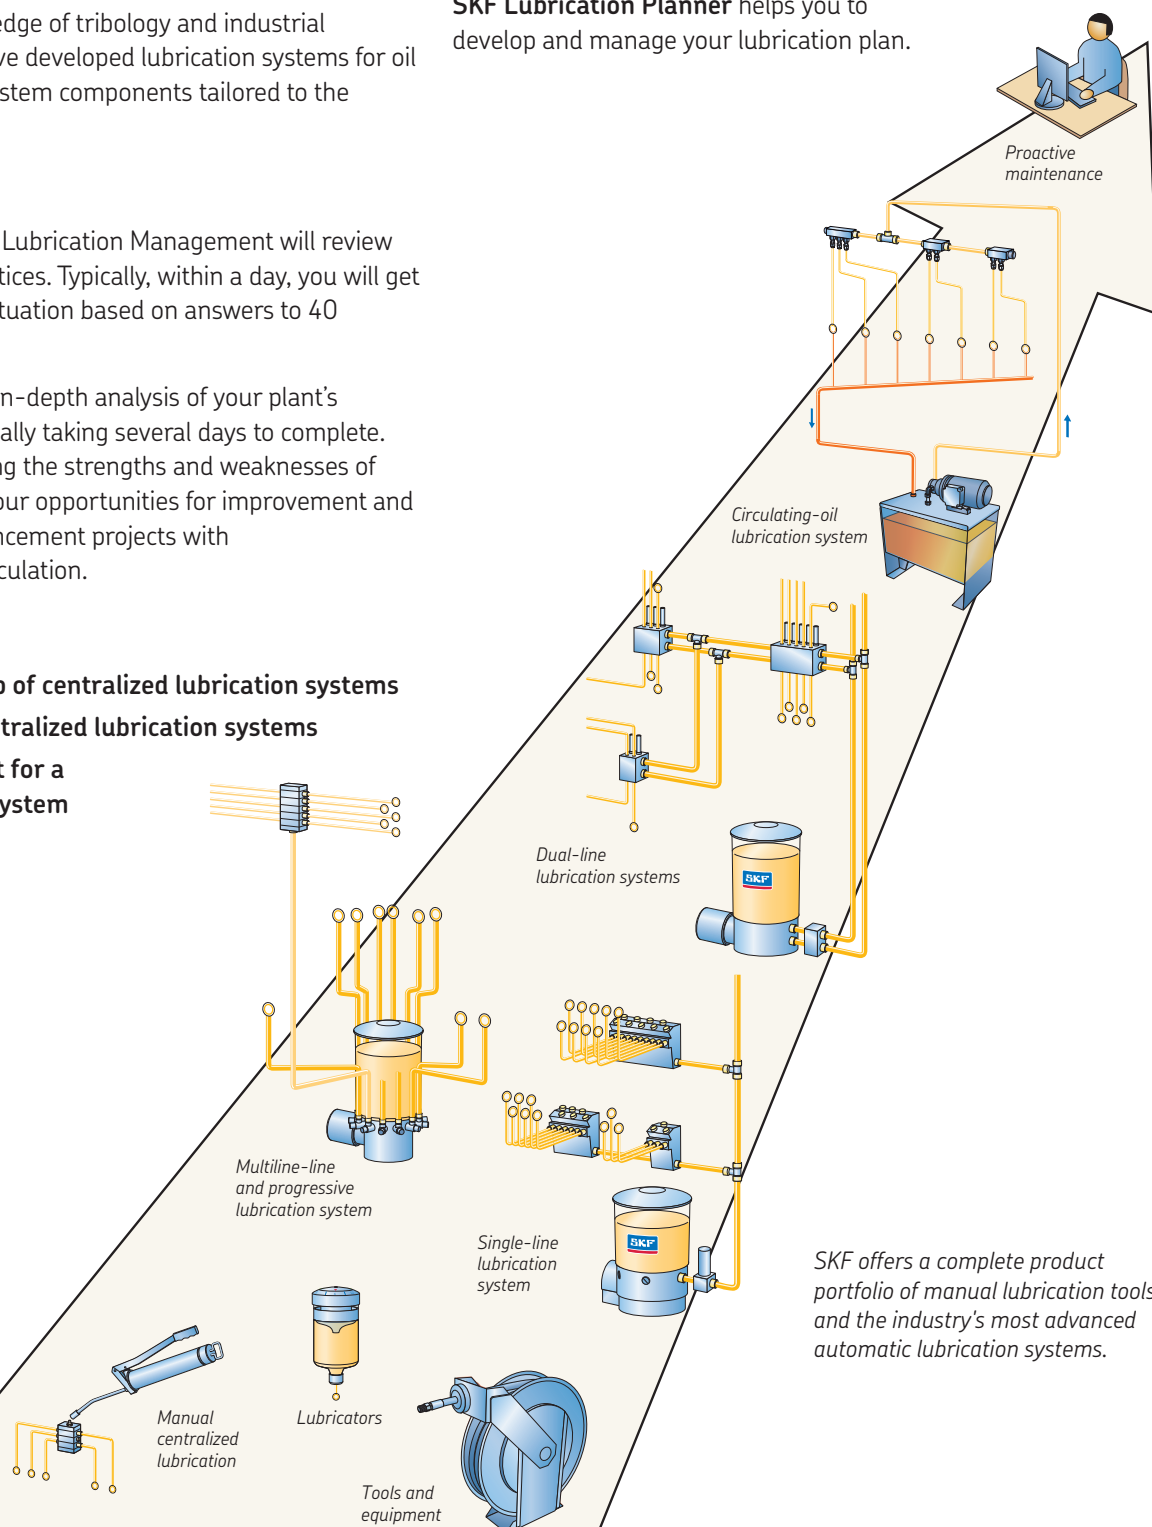 edge of tribology and industrial
ve developed lubrication systems for oil
stem components tailored to the
Lubrication Management will review
tices. Typically, within a day, you will get
tuation based on answers to 40
n-depth analysis of your plant's
ally taking several days to complete.
ng the strengths and weaknesses of
our opportunities for improvement and
ncement projects with
culation.
o of centralized lubrication systems
tralized lubrication systems
t for a
ystem
SKF Lubrication Planner helps you to
develop and manage your lubrication plan.
Proactive
maintenance
Circulating-oil
lubrication system
Dual-line
lubrication systems
SKF
Multiline-line
and progressive
lubrication system
Single-line
lubrication
system
SKF
SKF offers a complete product
portfolio of manual lubrication tools
and the industry's most advanced
automatic lubrication systems.
Manual
centralized
lubrication
Lubricators
Tools and
equipment